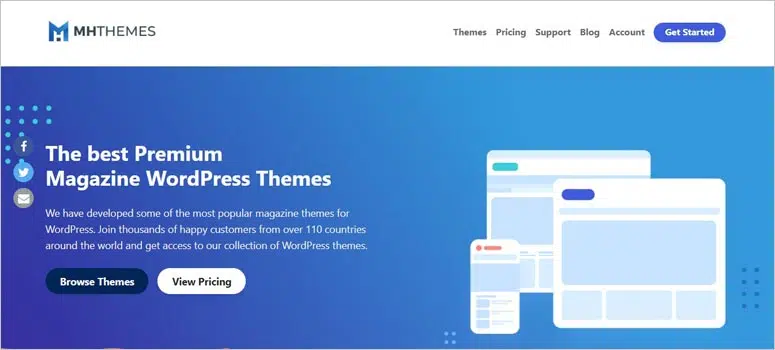 MHTHEMES
Themes Pricing Support Blog Account Get Started
The best Premium
Magazine WordPress Themes
We have developed some of the most popular magazine themes for
WordPress. Join thousands of happy customers from over 110 countries
around the world and get access to our collection of WordPress themes.
Browse Themes View Pricing